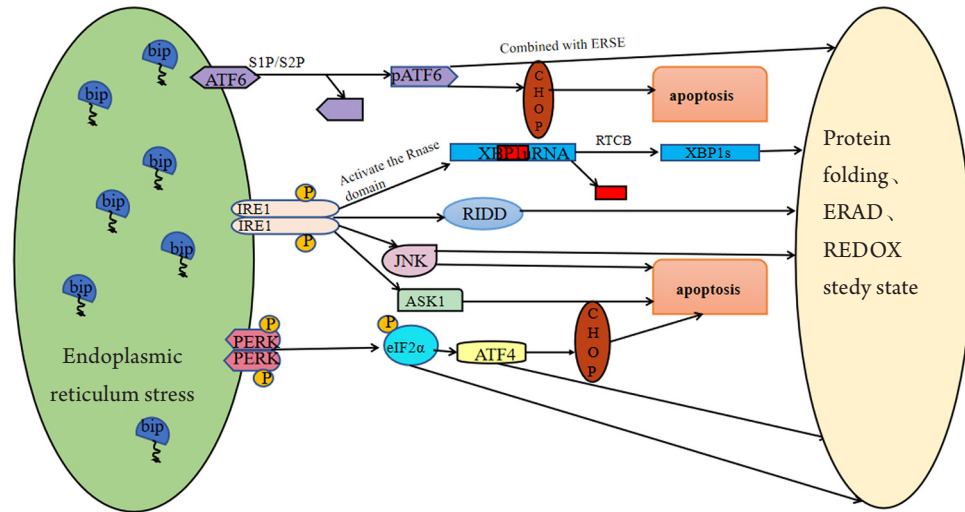 bip
bip
bip
bip
bip
bip
bip
Endoplasmic
reticulum stress
ATF6
S1P/S2P
pATF6
Combined with ERSE
C
H
O
P
apoptosis
Activate the Rnase
domain
XBP1mRNA
RTCB
XBP1s
P
IRE1
IRE1
P
RIDD
JNK
ASK1
apoptosis
P
PERK
PERK
P
P
eIF2α
ATF4
C
H
O
P
Protein
folding、
ERAD、
REDOX
stedy state